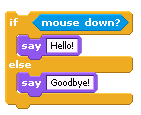 if mouse down?
say Hello!
else
say Goodbye!